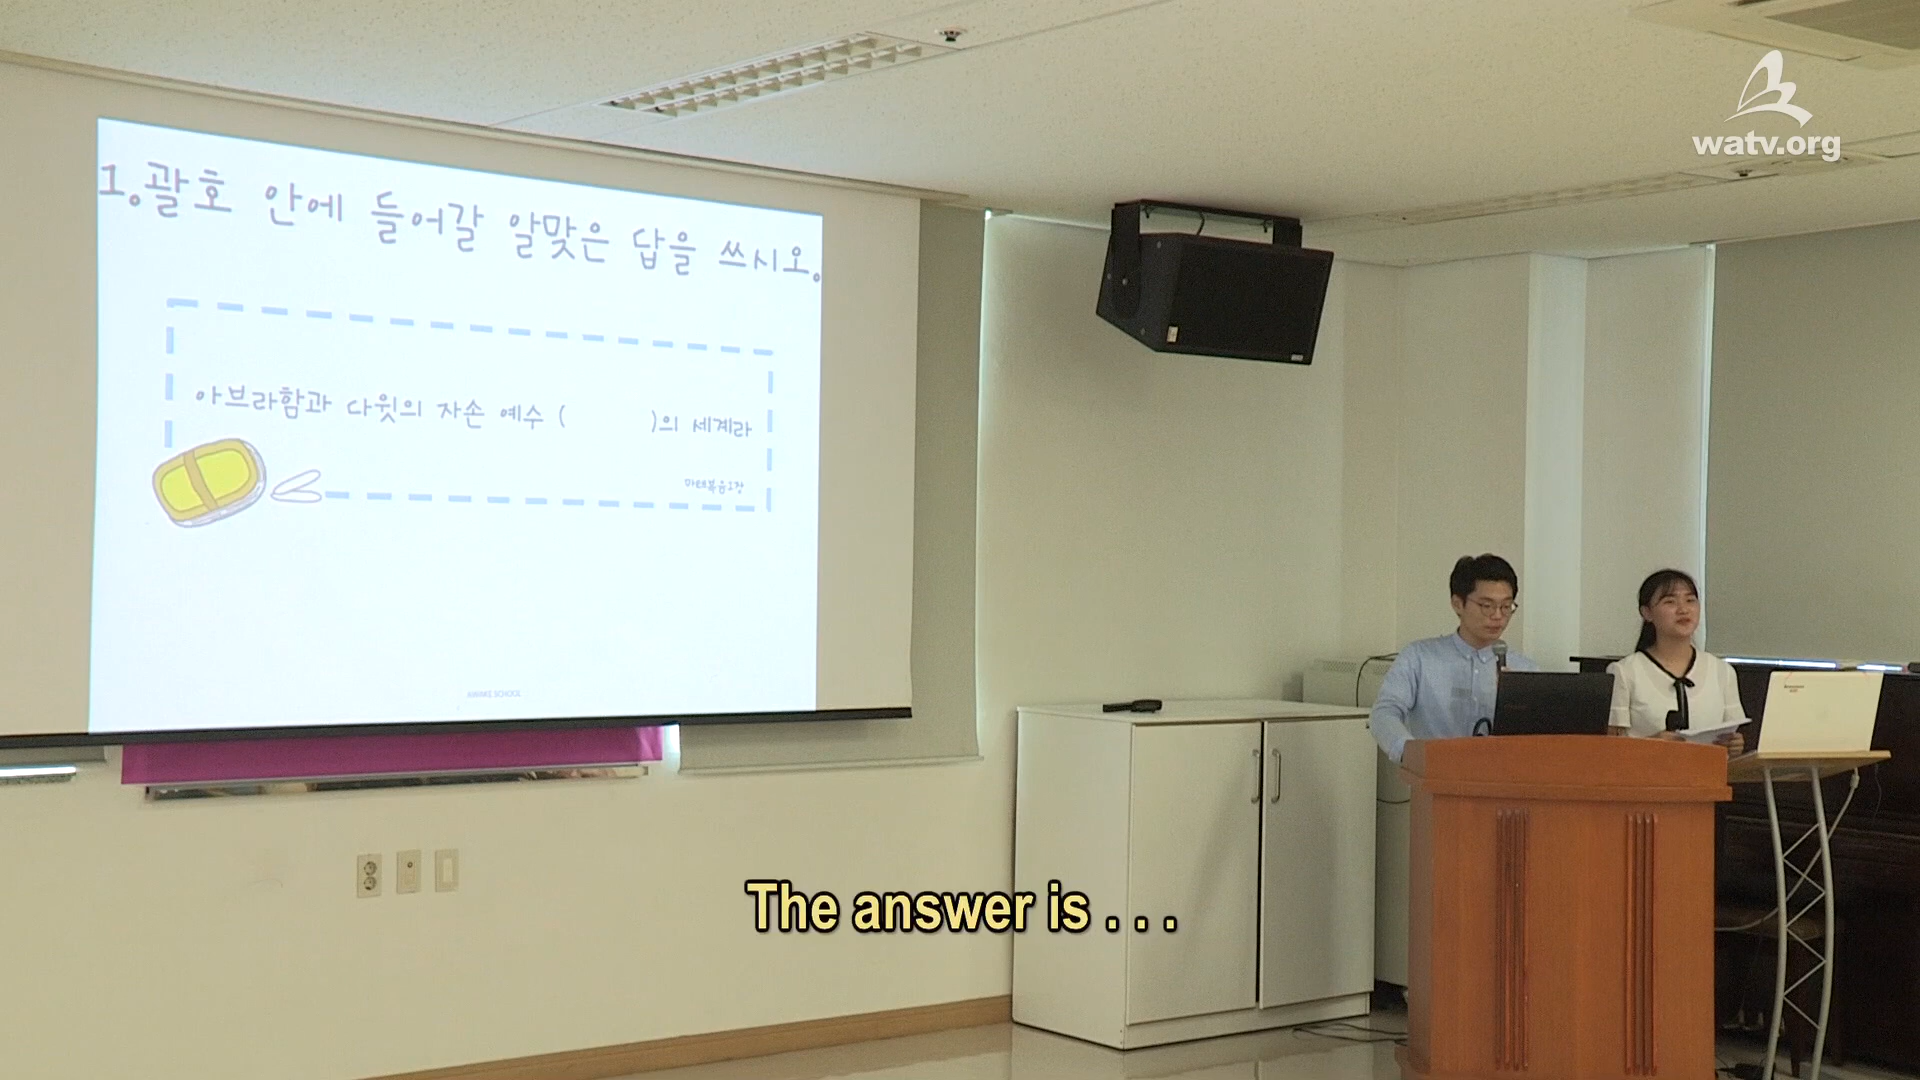 watv.org
1.괄호 안에 들어갈 알맞은 답을 쓰시오.
아브라함과 다윗의 자손 예수 ( )의 세계라
마태복음1장
The answer is . . .